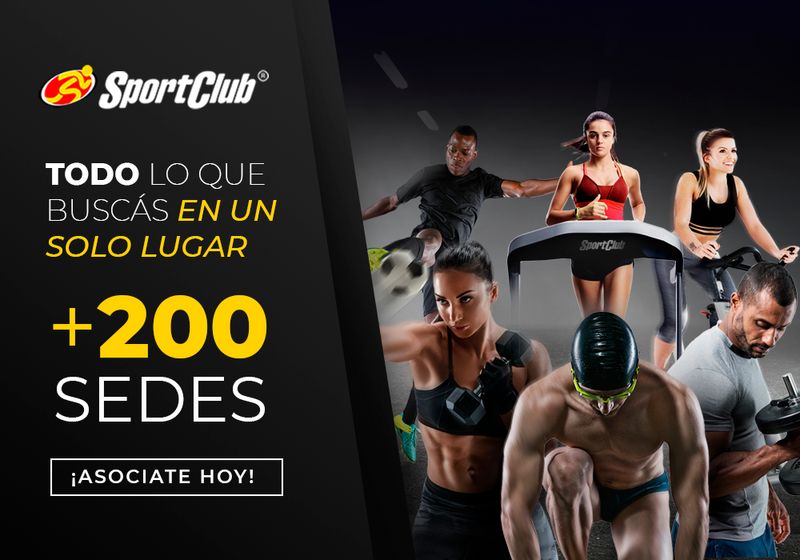 SportClub®
TODO LO QUE
BUSCÁS EN UN
SOLO LUGAR
+200
SEDES
¡ASOCIATE HOY!
SportClub